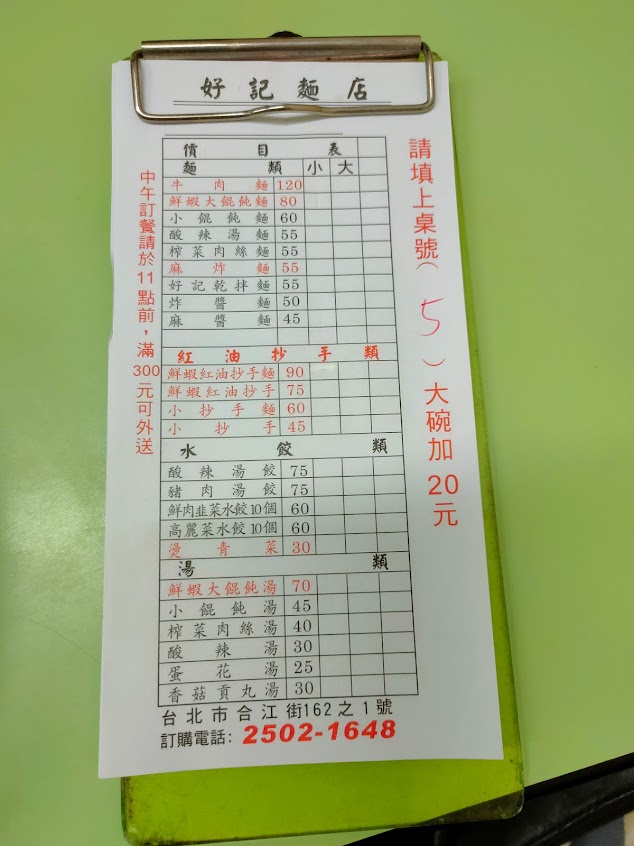 好記麵店
價目表
麵類 小 大
牛肉麵 120
鮮蝦大餛飩麵 80
小餛飩麵 60
酸辣湯麵 55
榨菜肉絲麵 55
麻炸麵 55
好記乾拌麵 55
炸醬麵 50
麻醬麵 45
紅油抄手類
鮮蝦紅油抄手麵 90
鮮蝦紅油抄手 75
小抄手麵 60
小抄手 45
水餃類
酸辣湯餃 75
豬肉湯餃 75
鮮肉韭菜水餃10個 60
高麗菜水餃10個 60
燙青菜 30
湯類
鮮蝦大餛飩湯 70
小餛飩湯 45
榨菜肉絲湯 40
酸辣湯 30
蛋花湯 25
香菇貢丸湯 30
台北市合江街162之1號
訂購電話: 2502-1648
請填上桌號( 5 )大碗加20元
中午訂餐請於11點前，滿300元可外送